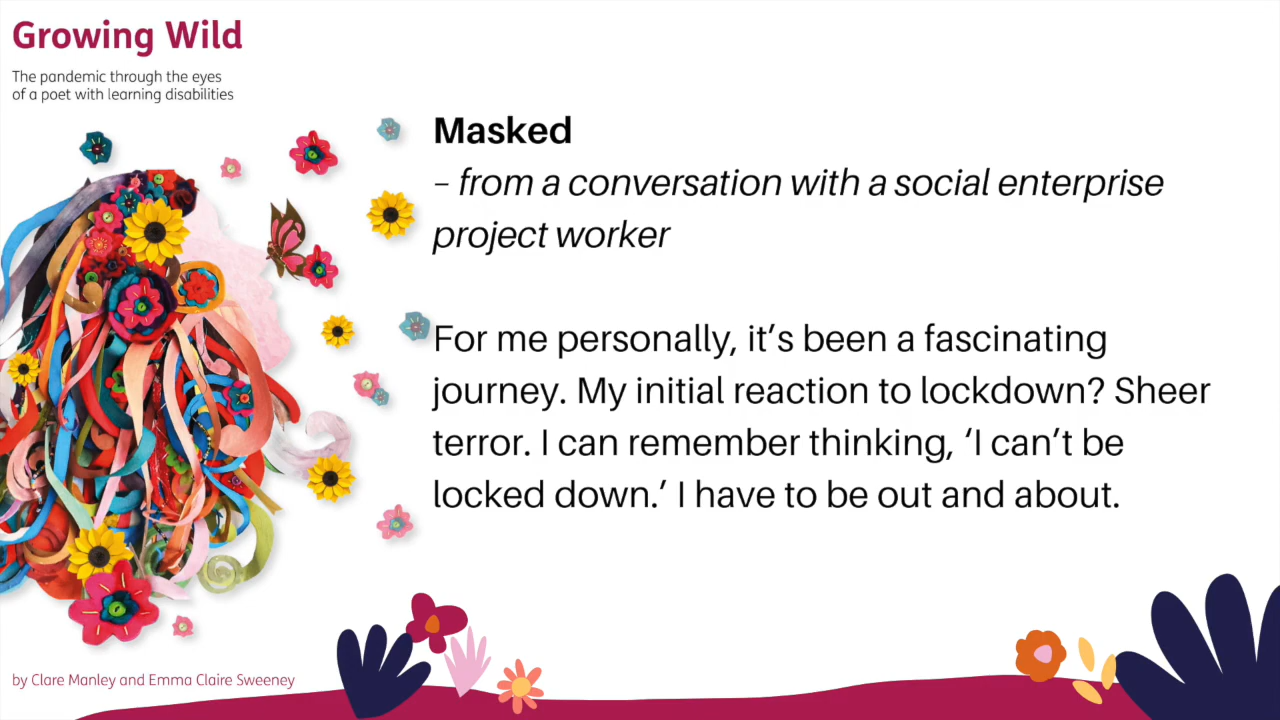 Growing Wild
The pandemic through the eyes
of a poet with learning disabilities
Masked
– from a conversation with a social enterprise
project worker
For me personally, it’s been a fascinating
journey. My initial reaction to lockdown? Sheer
terror. I can remember thinking, ‘I can’t be
locked down.’ I have to be out and about.
by Clare Manley and Emma Claire Sweeney